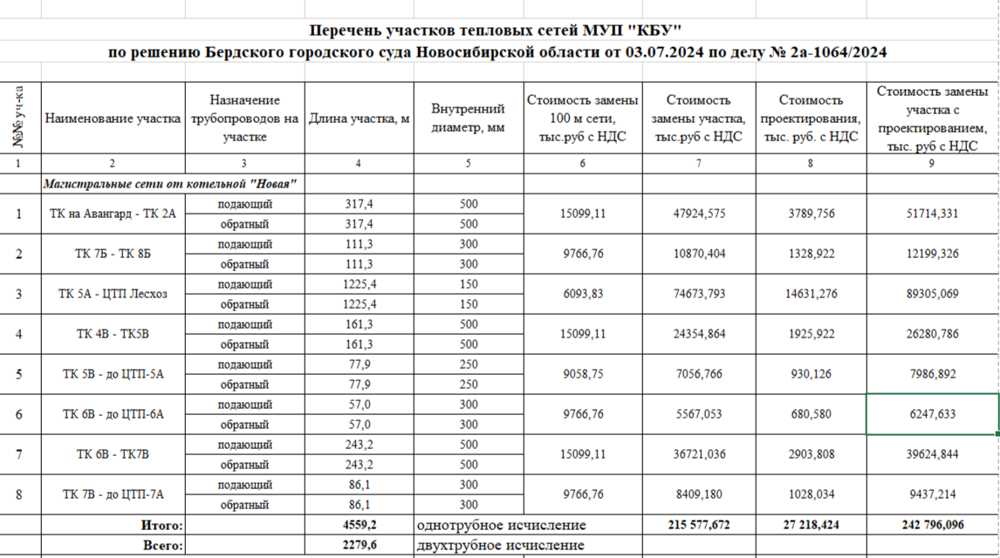 Перечень участков тепловых сетей МУП "КБУ"
по решению Бердского городского суда Новосибирской области от 03.07.2024 по делу № 2а-1064/2024
№№ уч-ка Наименование участка Назначение трубопроводов на участке Длина участка, м Внутренний диаметр, мм Стоимость замены 100 м сети, тыс.руб с НДС Стоимость замены участка, тыс.руб с НДС Стоимость проектирования, тыс. руб. с НДС Стоимость замены участка с проектированием, тыс. руб с НДС
1 2 3 4 5 6 7 8 9
Магистральные сети от котельной "Новая"
1 ТК на Авангард - ТК 2А подающий 317,4 500 15099,11 47924,575 3789,756 51714,331
обратный 317,4 500
2 ТК 7Б - ТК 8Б подающий 111,3 300 9766,76 10870,404 1328,922 12199,326
обратный 111,3 300
3 ТК 5А - ЦТП Лесхоз подающий 1225,4 150 6093,83 74673,793 14631,276 89305,069
обратный 1225,4 150
4 ТК 4В - ТК5В подающий 161,3 500 15099,11 24354,864 1925,922 26280,786
обратный 161,3 500
5 ТК 5В - до ЦТП-5А подающий 77,9 250 9058,75 7056,766 930,126 7986,892
обратный 77,9 250
6 ТК 6В - до ЦТП-6А подающий 57,0 300 9766,76 5567,053 680,580 6247,633
обратный 57,0 300
7 ТК 6В - ТК7В подающий 243,2 500 15099,11 36721,036 2903,808 39624,844
обратный 243,2 500
8 ТК 7В - до ЦТП-7А подающий 86,1 300 9766,76 8409,180 1028,034 9437,214
обратный 86,1 300
Итого: 4559,2 однотрубное исчисление 215 577,672 27 218,424 242 796,096
Всего: 2279,6 двухтрубное исчисление